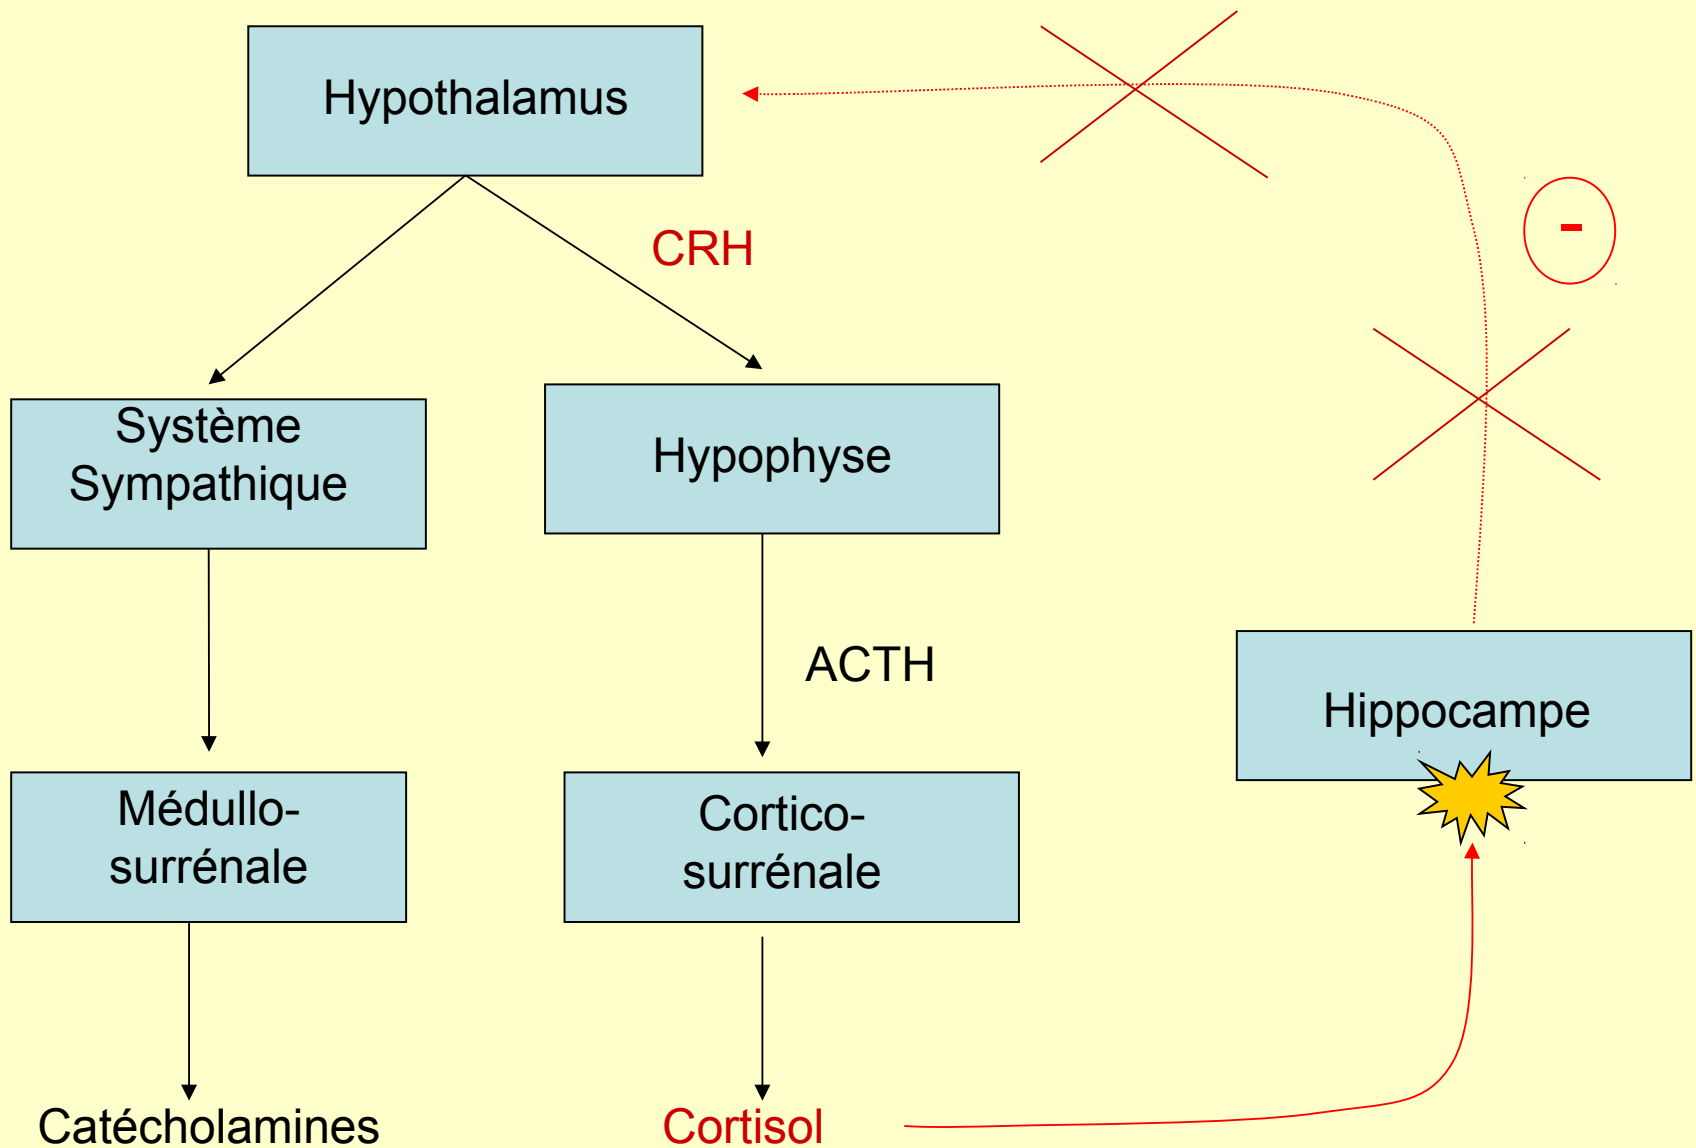 Hypothalamus
-
CRH
Système
Sympathique
Hypophyse
ACTH
Hippocampe
Médullo-
surrénale
Cortico-
surrénale
Catécholamines
Cortisol